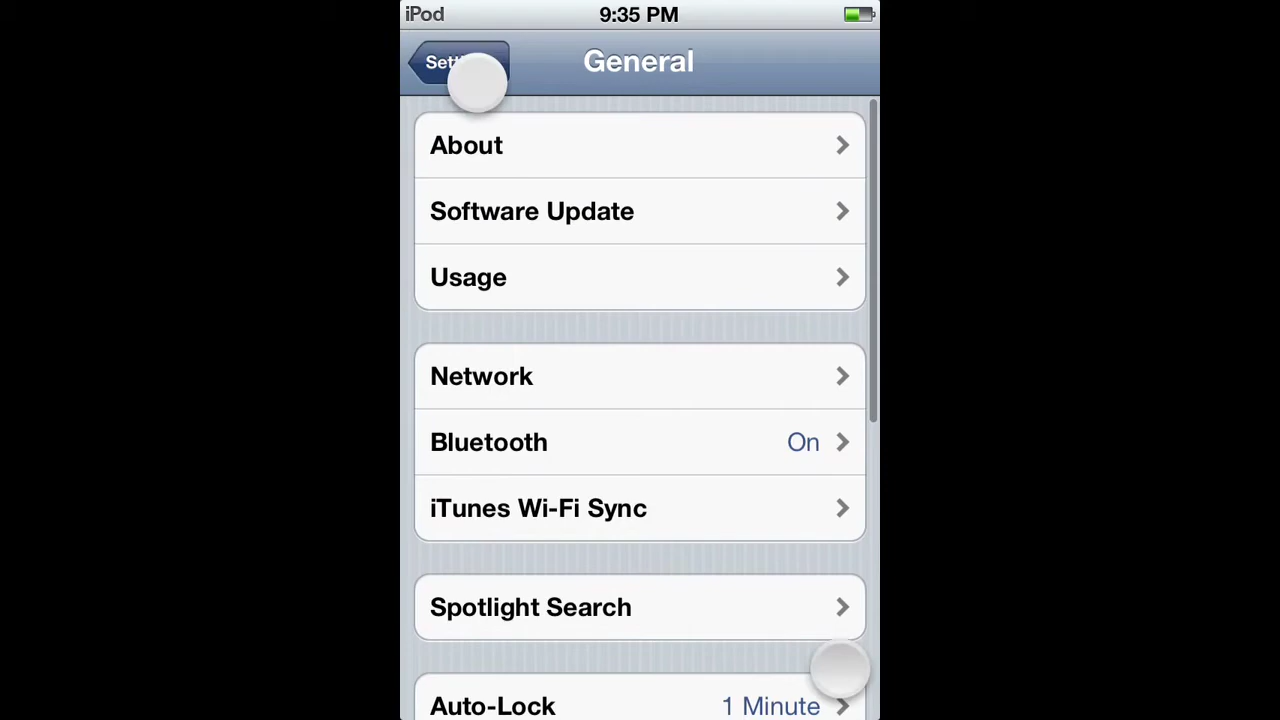 iPod 9:35 PM
General
About
Software Update
Usage
Network
Bluetooth On
iTunes Wi-Fi Sync
Spotlight Search
Auto-Lock 1 Minute